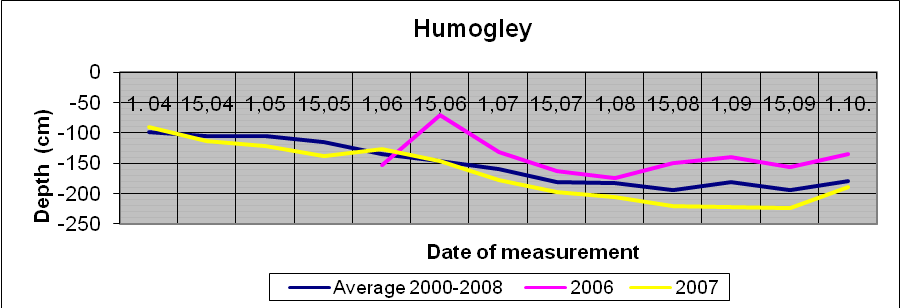 Humogley
0
-50
-100
-150
-200
-250
1. 04 15,04 1,05 15,05 1,06 15,06 1,07 15,07 1,08 15,08 1,09 15,09 1.10.
Depth (cm)
Date of measurement
Average 2000-2008 2006 2007